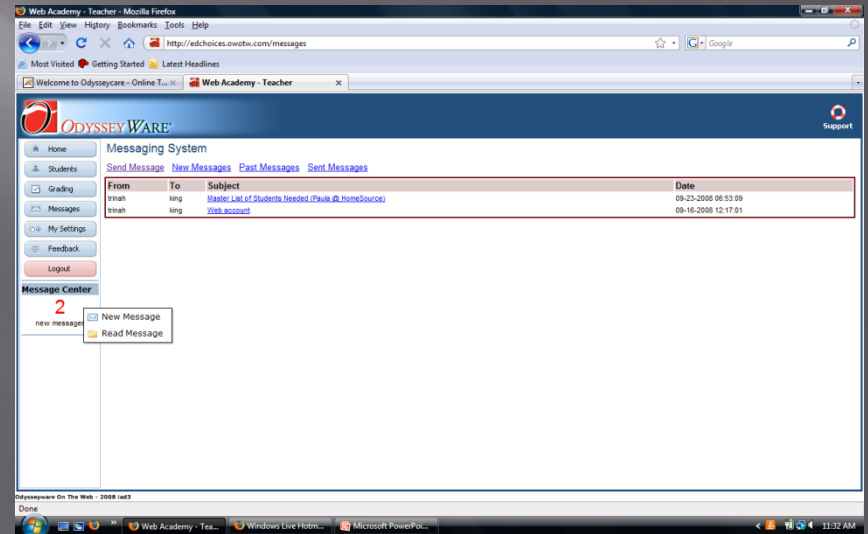 Web Academy - Teacher - Mozilla Firefox
File Edit View History Bookmarks Tools Help
http://edchoices.owotw.com/messages
G Google
Most Visited Getting Started Latest Headlines
Welcome to Odysseycare - Online T... Web Academy - Teacher
ODYSSEYWARE
Support
Home
Students
Grading
Messages
My Settings
Feedback
Logout
Message Center
2
new messages
Messaging System
Send Message New Messages Past Messages Sent Messages
From To Subject Date
trinah king Master List of Students Needed (Paula @ HomeSource) 09-23-2008 06:53:09
trinah king Web account 09-16-2008 12:17:01
New Message
Read Message
Odysseyware On The Web - 2008 iad3
Done
Web Academy - Tea... Windows Live Hotm... Microsoft PowerPoi... 11:32 AM